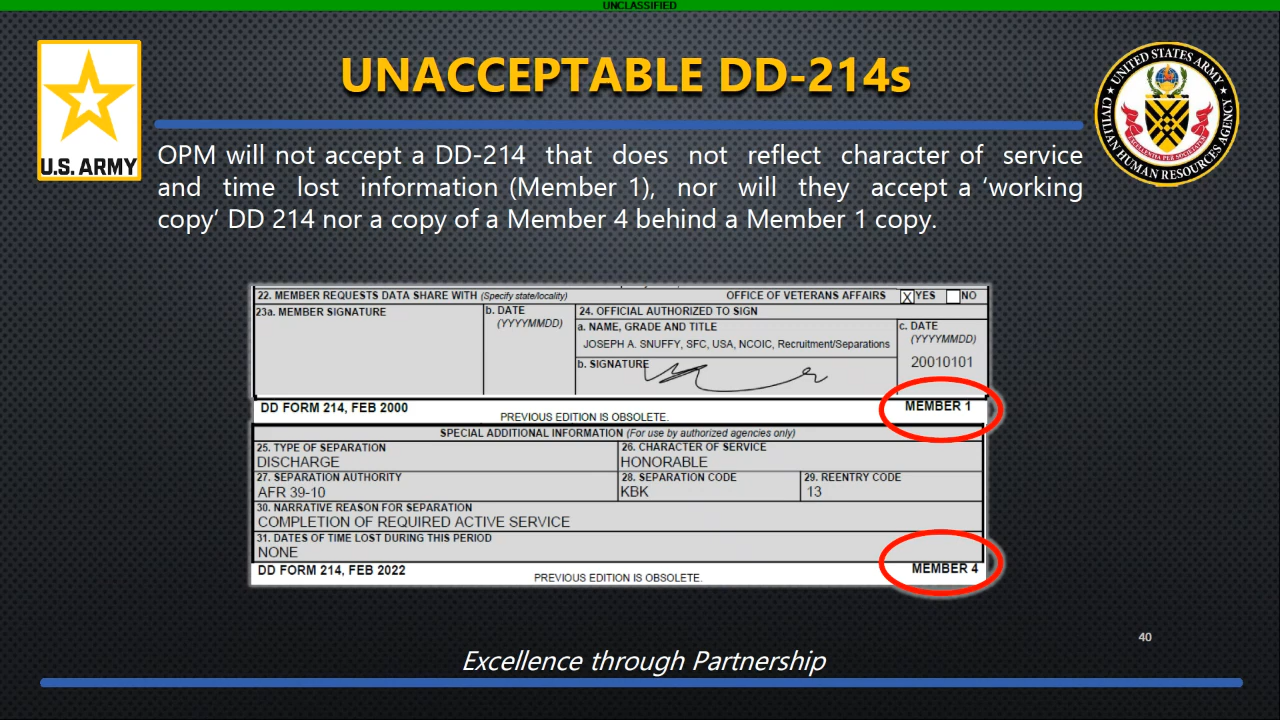 UNCLASSIFIED
UNACCEPTABLE DD-214s
U.S. ARMY
UNITED STATES ARMY
CIVILIAN HUMAN RESOURCES AGENCY
OPM will not accept a DD-214 that does not reflect character of service
and time lost information (Member 1), nor will they accept a ‘working
copy’ DD 214 nor a copy of a Member 4 behind a Member 1 copy.
22. MEMBER REQUESTS DATA SHARE WITH (Specify state/locality) OFFICE OF VETERANS AFFAIRS X YES NO
23a. MEMBER SIGNATURE
b. DATE
(YYYYMMDD)
24. OFFICIAL AUTHORIZED TO SIGN
a. NAME, GRADE AND TITLE
JOSEPH A. SNUFFY, SFC, USA, NCOIC, Recruitment/Separations
b. SIGNATURE
c. DATE
(YYYYMMDD)
20010101
DD FORM 214, FEB 2000
PREVIOUS EDITION IS OBSOLETE.
MEMBER 1
SPECIAL ADDITIONAL INFORMATION (For use by authorized agencies only)
25. TYPE OF SEPARATION
DISCHARGE
26. CHARACTER OF SERVICE
HONORABLE
27. SEPARATION AUTHORITY
AFR 39-10
28. SEPARATION CODE
KBK
29. REENTRY CODE
13
30. NARRATIVE REASON FOR SEPARATION
COMPLETION OF REQUIRED ACTIVE SERVICE
31. DATES OF TIME LOST DURING THIS PERIOD
NONE
DD FORM 214, FEB 2022
PREVIOUS EDITION IS OBSOLETE.
MEMBER 4
40
Excellence through Partnership